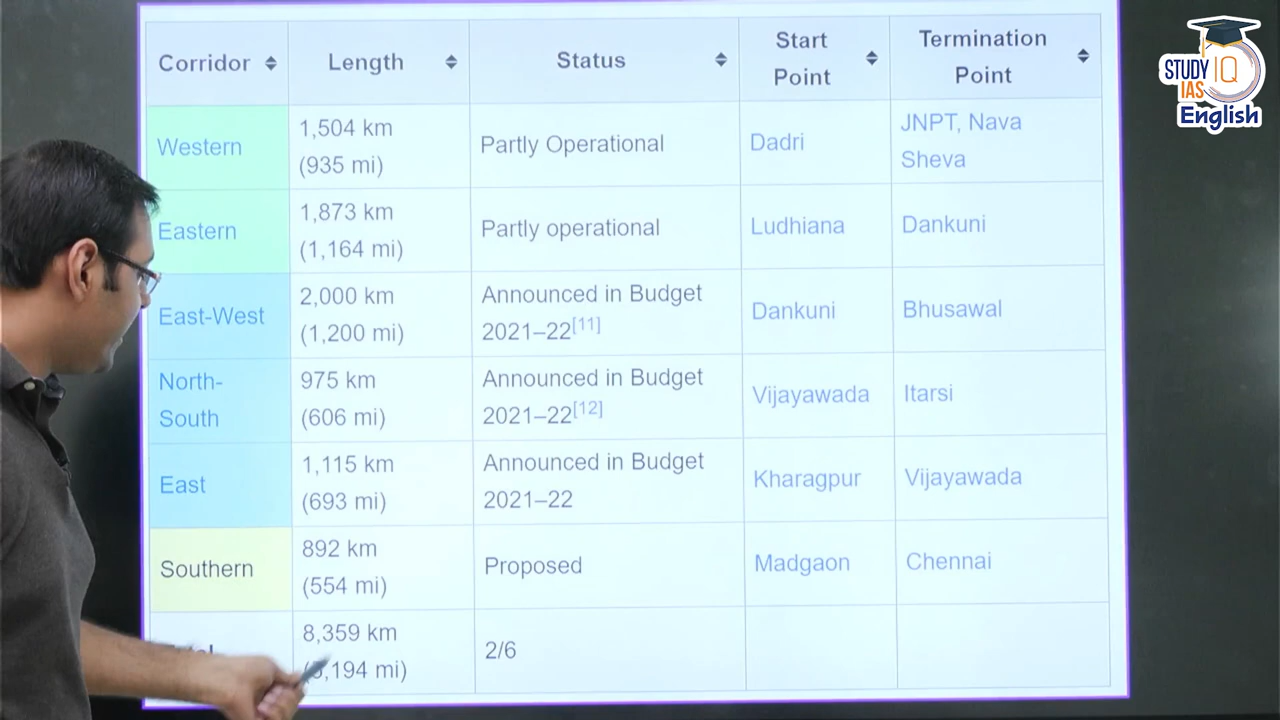 Corridor
Length
Status
Start
Point
Termination
Point
Western
1,504 km
(935 mi)
Partly Operational
Dadri
JNPT, Nava
Sheva
Eastern
1,873 km
(1,164 mi)
Partly operational
Ludhiana
Dankuni
East-West
2,000 km
(1,200 mi)
Announced in Budget
2021–22[11]
Dankuni
Bhusawal
North-
South
975 km
(606 mi)
Announced in Budget
2021–22[12]
Vijayawada
Itarsi
East
1,115 km
(693 mi)
Announced in Budget
2021–22
Kharagpur
Vijayawada
Southern
892 km
(554 mi)
Proposed
Madgaon
Chennai
8,359 km
,194 mi)
2/6
STUDY IQ
IAS
English